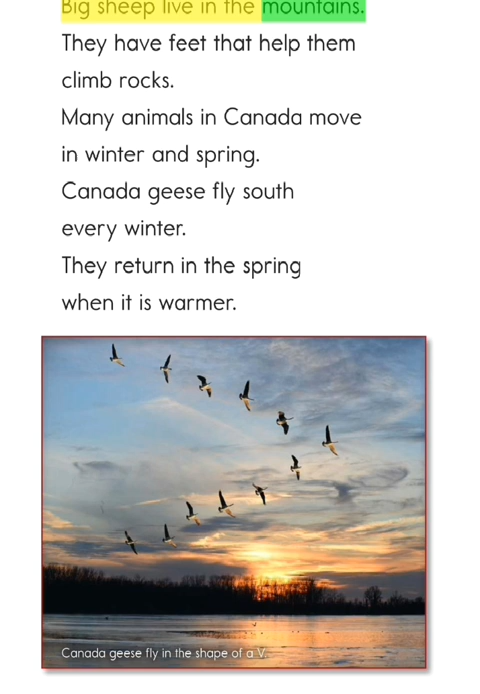 Big sheep live in the mountains.
They have feet that help them
climb rocks.
Many animals in Canada move
in winter and spring.
Canada geese fly south
every winter.
They return in the spring
when it is warmer.
Canada geese fly in the shape of a V.